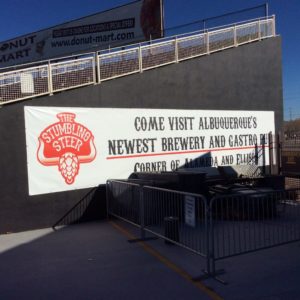 DONUT MART
www.donut-mart.com
THE
STUMBLING
STEER
COME VISIT ALBUQUERQUE'S
NEWEST BREWERY AND GASTRO
CORNER OF ALAMEDA AND